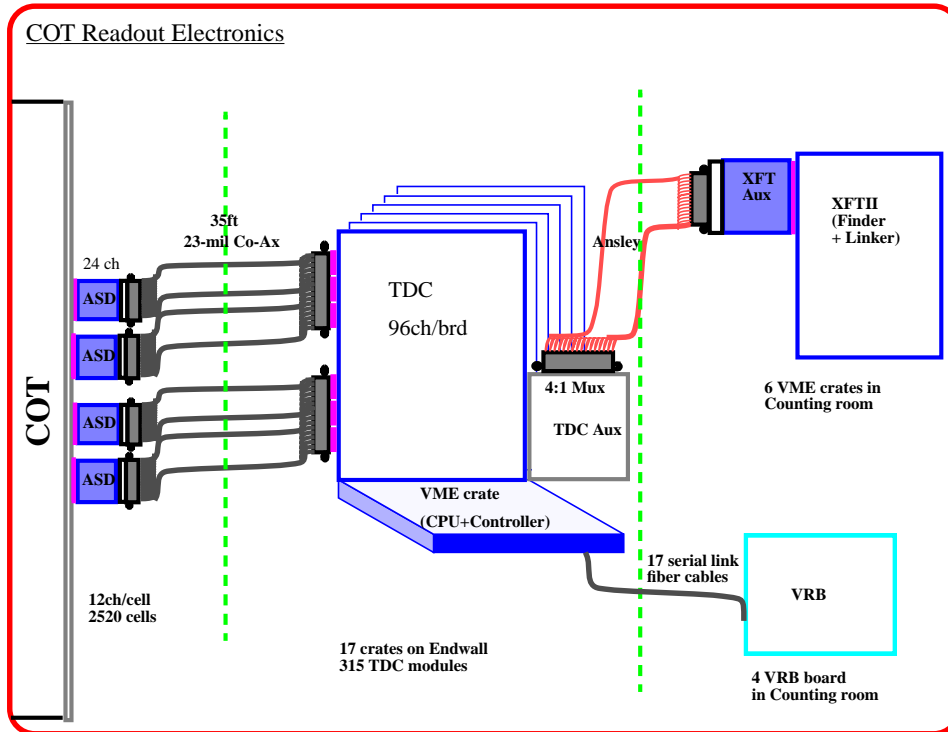 COT Readout Electronics
COT
24 ch
ASD
ASD
ASD
ASD
12ch/cell
2520 cells
35ft
23-mil Co-Ax
TDC
96ch/brd
VME crate
(CPU+Controller)
17 crates on Endwall
315 TDC modules
Ansley
4:1 Mux
TDC Aux
XFT
Aux
XFTII
(Finder
+ Linker)
6 VME crates in
Counting room
17 serial link
fiber cables
VRB
4 VRB board
in Counting room